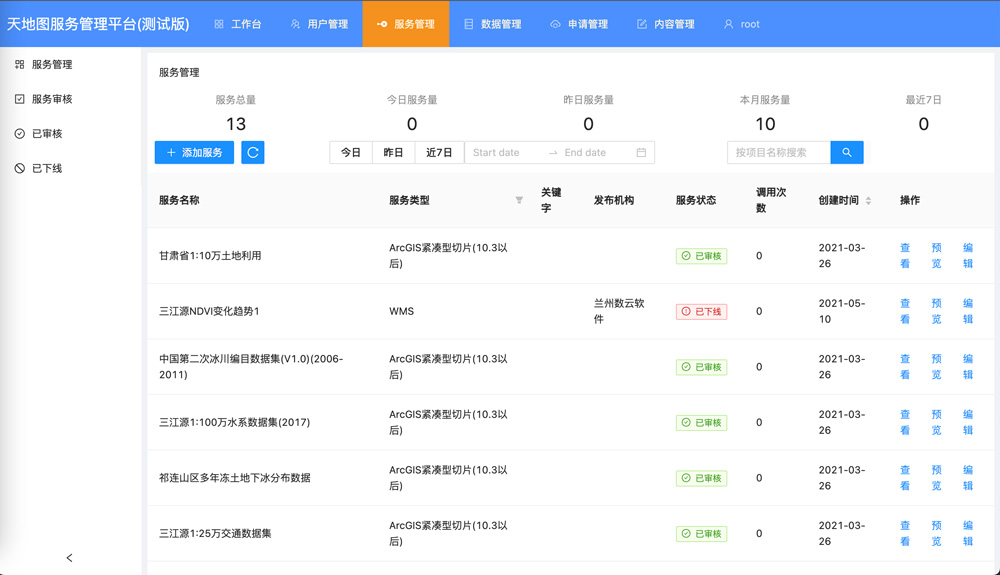 天地图服务管理平台(测试版)
工作台
用户管理
服务管理
数据管理
申请管理
内容管理
root
服务管理
服务审核
已审核
已下线
服务管理
服务总量
今日服务量
昨日服务量
本月服务量
最近7日
13
0
0
10
0
添加服务
今日
昨日
近7日
Start date
End date
按项目名称搜索
服务名称
服务类型
关键
字
发布机构
服务状态
调用次
数
创建时间
操作
甘肃省1:10万土地利用
ArcGIS紧凑型切片(10.3以
后)
已审核
0
2021-03-
26
查
看
预
览
编
辑
三江源NDVI变化趋势1
WMS
兰州数云软
件
已下线
0
2021-05-
10
查
看
预
览
编
辑
中国第二次冰川编目数据集(V1.0)(2006-
2011)
ArcGIS紧凑型切片(10.3以
后)
已审核
0
2021-03-
26
查
看
预
览
编
辑
三江源1:100万水系数据集(2017)
ArcGIS紧凑型切片(10.3以
后)
已审核
0
2021-03-
26
查
看
预
览
编
辑
祁连山区多年冻土地下冰分布数据
ArcGIS紧凑型切片(10.3以
后)
已审核
0
2021-03-
26
查
看
预
览
编
辑
三江源1:25万交通数据集
ArcGIS紧凑型切片(10.3以
后)
已审核
0
2021-03-
26
查
看
预
览
编
辑